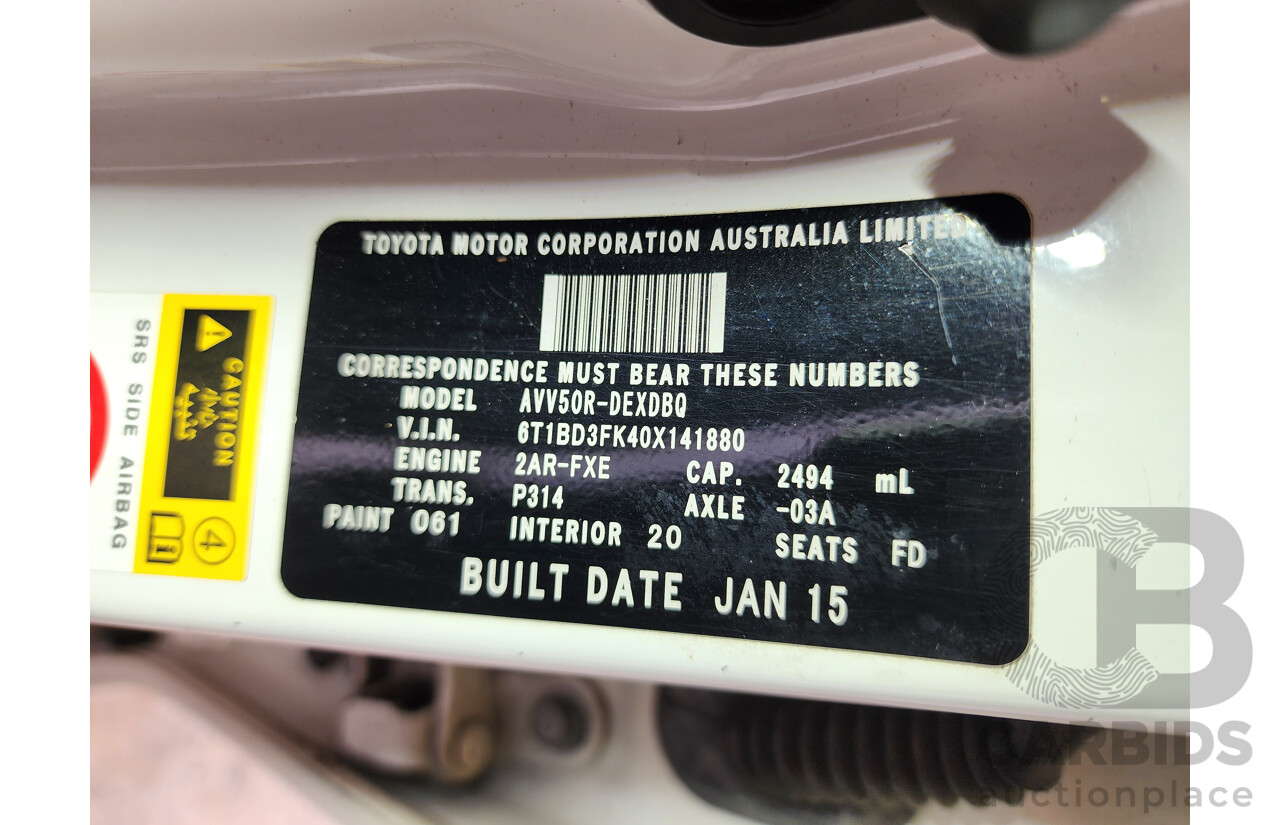 TOYOTA MOTOR CORPORATION AUSTRALIA LIMITED
CORRESPONDENCE MUST BEAR THESE NUMBERS
MODEL AVV50R-DEXDBQ
V.I.N. 6T1BD3FK40X141880
ENGINE 2AR-FXE CAP. 2494 mL
TRANS. P314 AXLE -03A
PAINT 061 INTERIOR 20 SEATS FD
BUILT DATE JAN 15
CAUTION
4
SRS SIDE AIRBAG
CB
CARBIDS
auctionplace